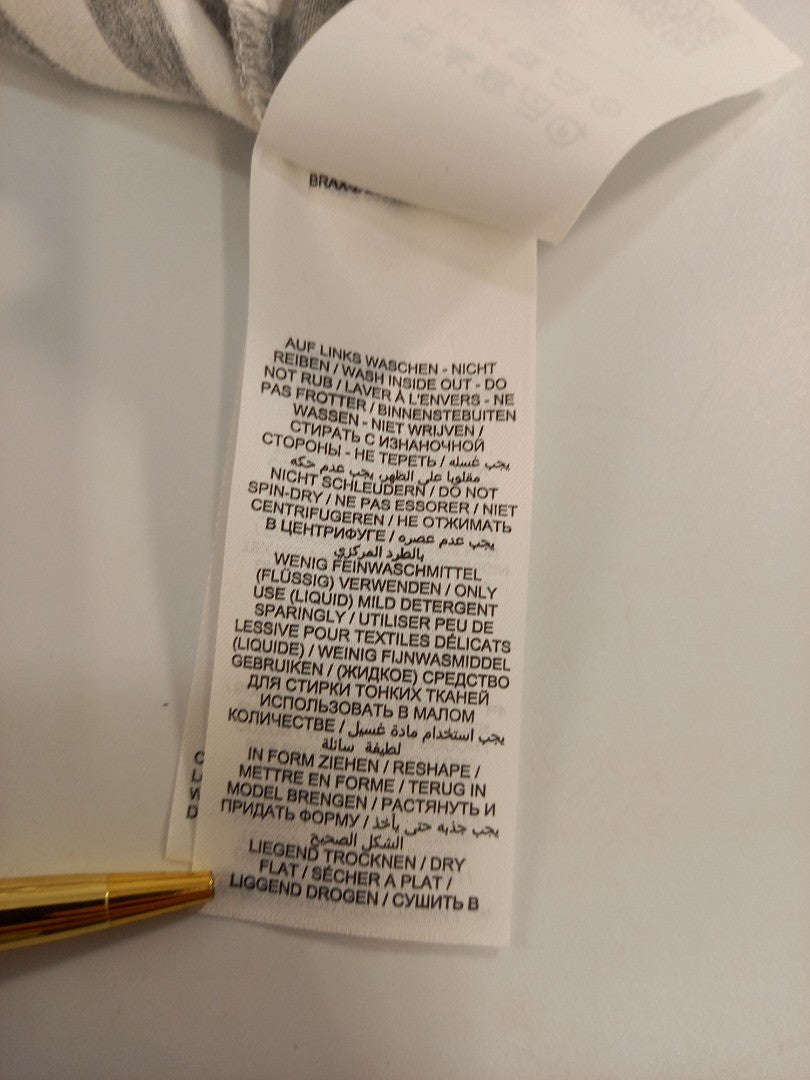 BRAX
AUF LINKS WASCHEN - NICHT
REIBEN / WASH INSIDE OUT - DO
NOT RUB / LAVER À L'ENVERS - NE
PAS FROTTER / BINNENSTEBUITEN
WASSEN - NIET WRIJVEN /
СТИРАТЬ С ИЗНАНОЧНОЙ
СТОРОНЫ - НЕ ТЕРЕТЬ / يجب غسله
مقلوبا على الظهر، يجب عدم حكه
NICHT SCHLEUDERN / DO NOT
SPIN-DRY / NE PAS ESSORER / NIET
CENTRIFUGEREN / НЕ ОТЖИМАТЬ
В ЦЕНТРИФУГЕ / يجب عدم عصره
بالطرد المركزي
WENIG FEINWASCHMITTEL
(FLÜSSIG) VERWENDEN / ONLY
USE (LIQUID) MILD DETERGENT
SPARINGLY / UTILISER PEU DE
LESSIVE POUR TEXTILES DÉLICATS
(LIQUIDE) / WEINIG FIJNWASMIDDEL
GEBRUIKEN / (ЖИДКОЕ) СРЕДСТВО
ДЛЯ СТИРКИ ТОНКИХ ТКАНЕЙ
ИСПОЛЬЗОВАТЬ В МАЛОМ
КОЛИЧЕСТВЕ / يجب استخدام مادة غسيل
لطيفة سائلة
IN FORM ZIEHEN / RESHAPE /
METTRE EN FORME / TERUG IN
MODEL BRENGEN / РАСТЯНУТЬ И
ПРИДАТЬ ФОРМУ / يجب جذبه حتى يأخذ
الشكل الصحيح
LIEGEND TROCKNEN / DRY
FLAT / SÉCHER A PLAT /
LIGGEND DROGEN / СУШИТЬ В